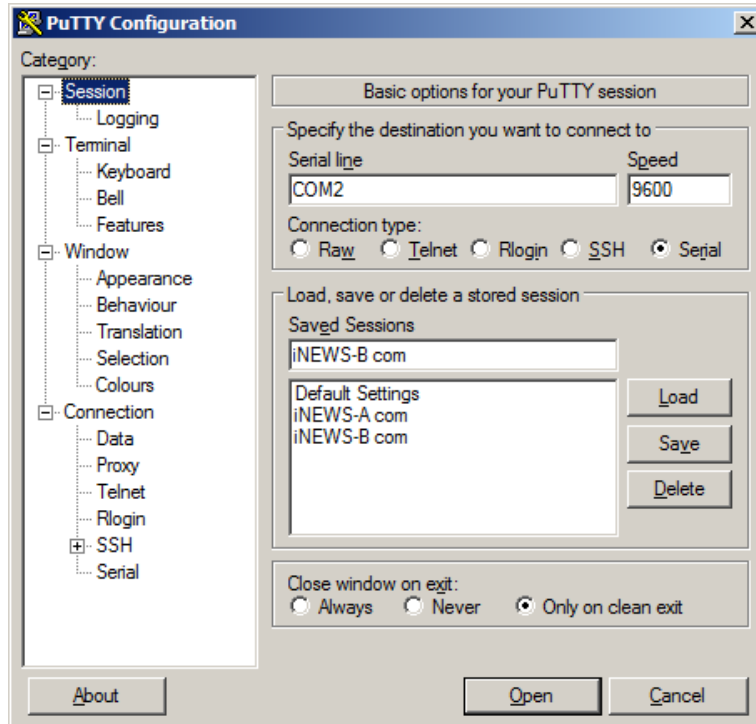 PuTTY Configuration
Category:
Session
Logging
Terminal
Keyboard
Bell
Features
Window
Appearance
Behaviour
Translation
Selection
Colours
Connection
Data
Proxy
Telnet
Rlogin
SSH
Serial
Basic options for your PuTTY session
Specify the destination you want to connect to
Serial line Speed
COM2 9600
Connection type:
Raw Telnet Rlogin SSH Serial
Load, save or delete a stored session
Saved Sessions
iNEWS-B com
Default Settings
iNEWS-A com
iNEWS-B com
Load
Save
Delete
Close window on exit:
Always Never Only on clean exit
About Open Cancel